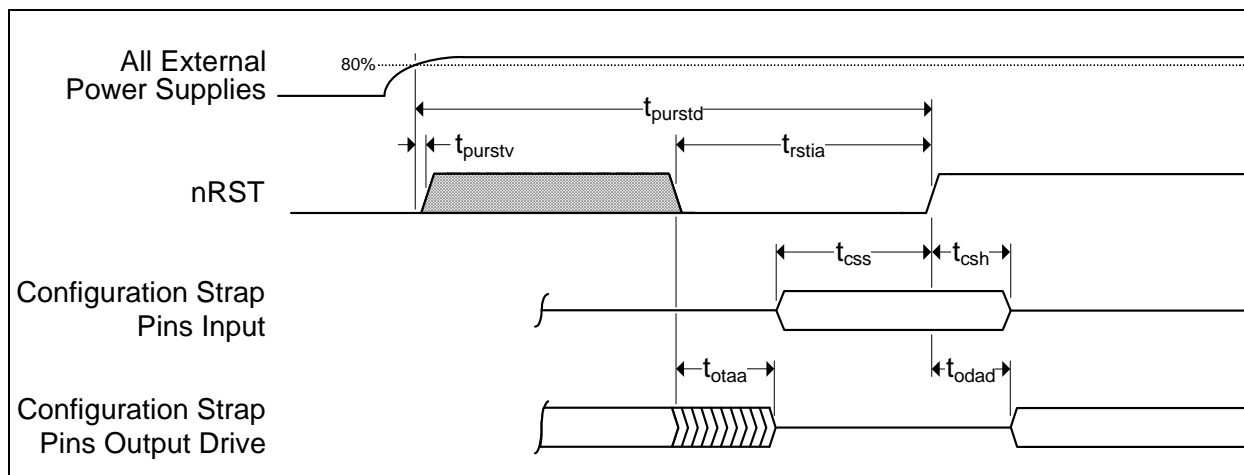 All External
Power Supplies
80%
tpurstd
tpurstv
trstia
nRST
tcss
tcsh
Configuration Strap
Pins Input
totaa
todad
Configuration Strap
Pins Output Drive